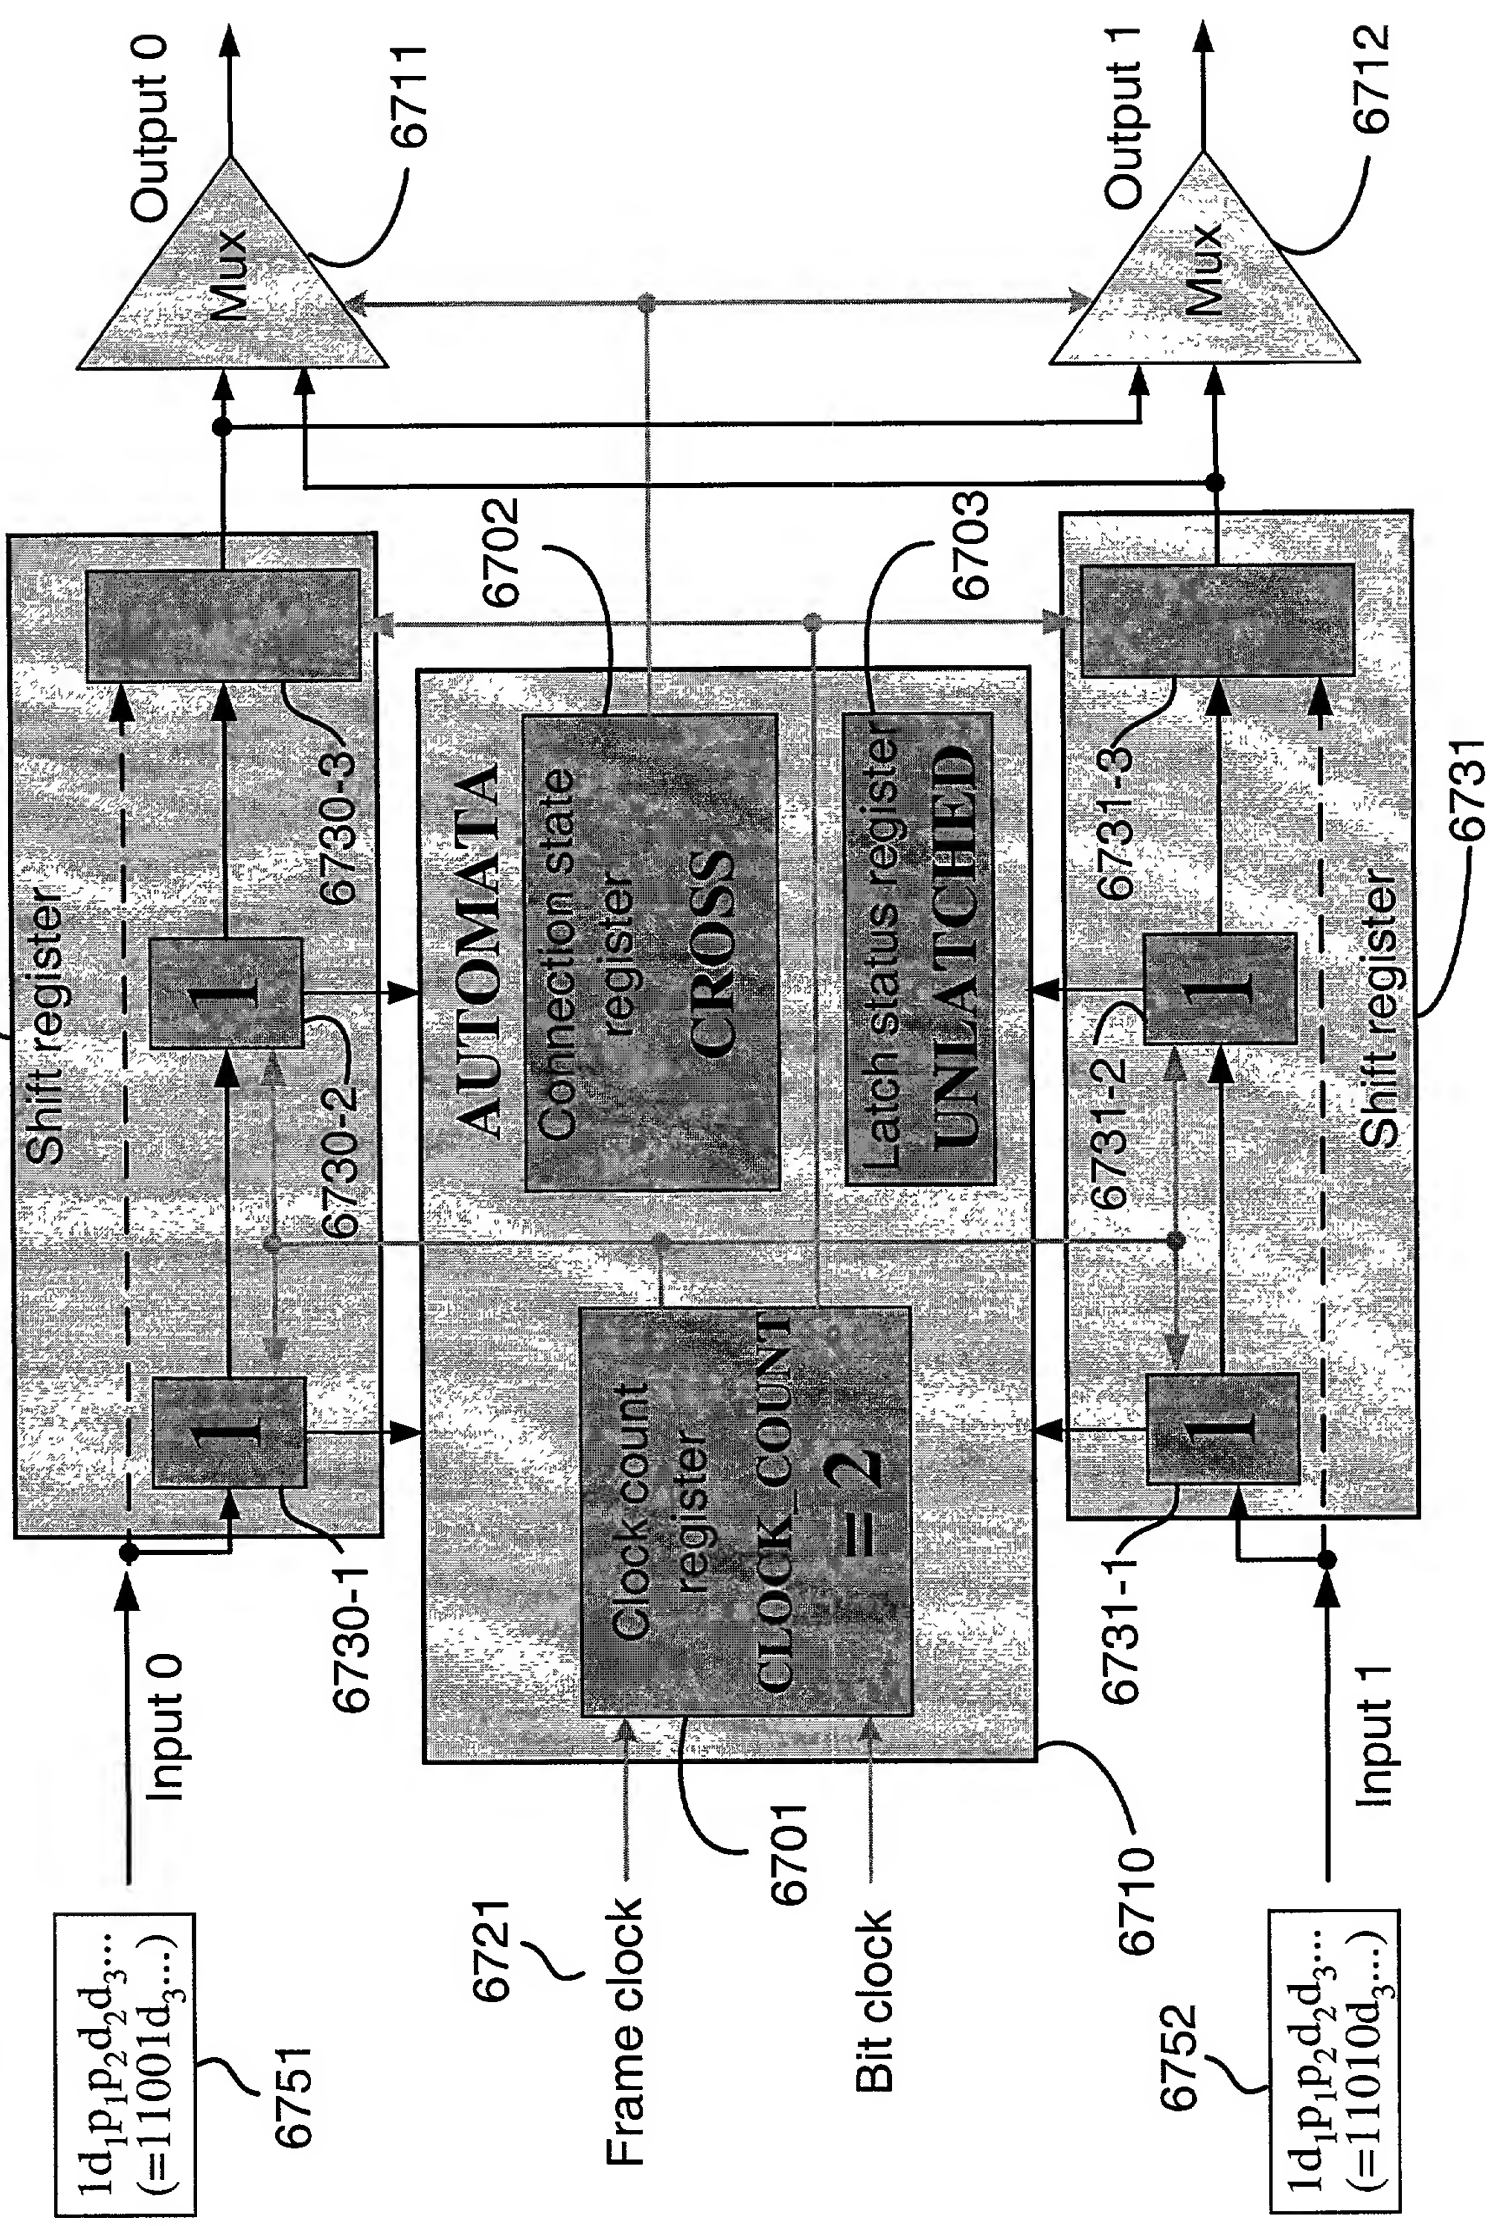 1d₁p₁p₂d₂d₃...
(=11001d₃...)
6751
Input 0
Shift register
1
6730-1
1
6730-2
6730-3
Mux
Output 0
6711
6721
Frame clock
Bit clock
6701
6710
Clock count
register
CLOCK_COUNT
=2
AUTOMATA
Connection state
register
CROSS
6702
Latch status register
UNLATCHED
6703
1d₁p₁p₂d₂d₃...
(=11010d₃...)
6752
Input 1
6731-1
1
6731-2
1
6731-3
Shift register
6731
Mux
Output 1
6712